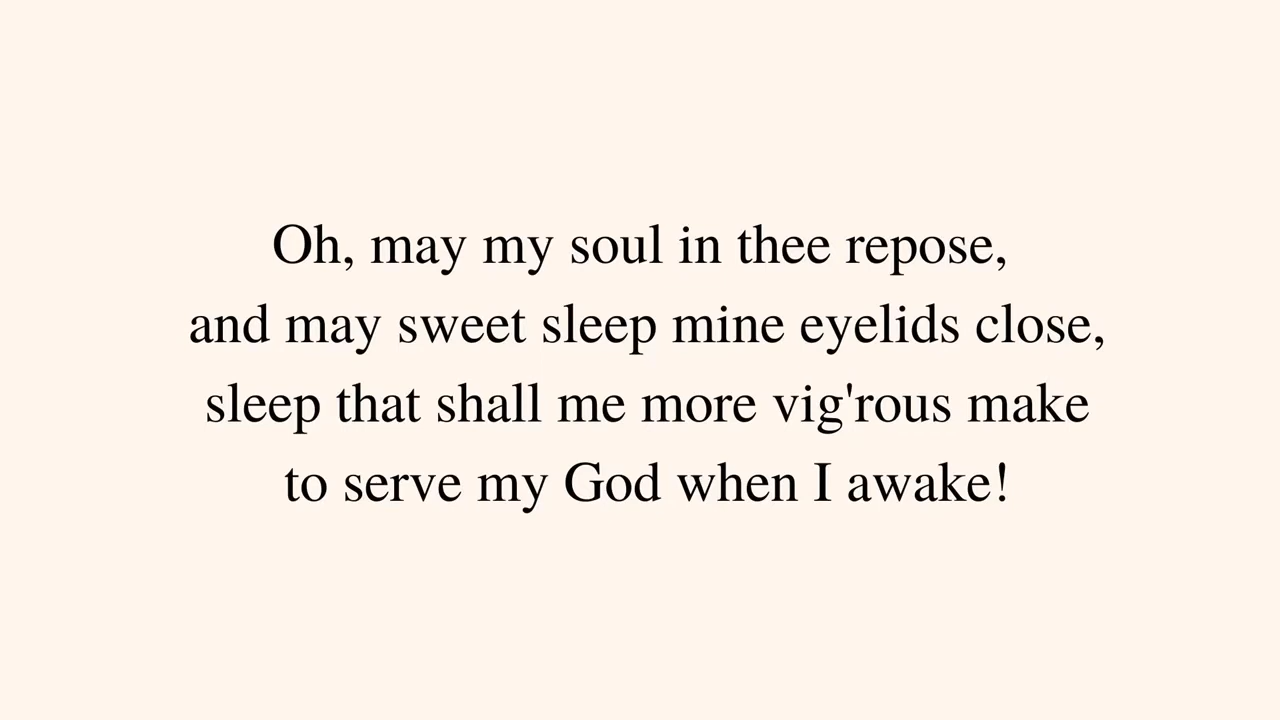 Oh, may my soul in thee repose,
and may sweet sleep mine eyelids close,
sleep that shall me more vig'rous make
to serve my God when I awake!